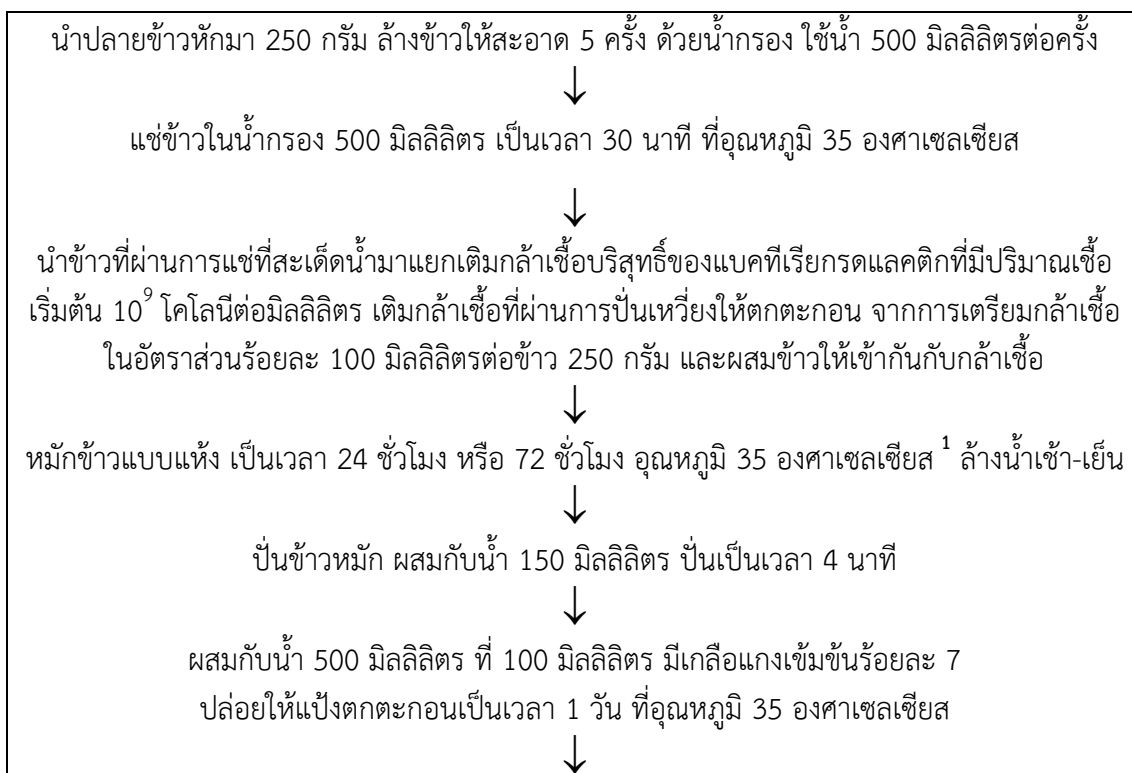 นำปลายข้าวหักมา 250 กรัม ล้างข้าวให้สะอาด 5 ครั้ง ด้วยน้ำกรอง ใช้น้ำ 500 มิลลิลิตรต่อครั้ง
↓
แช่ข้าวในน้ำกรอง 500 มิลลิลิตร เป็นเวลา 30 นาที ที่อุณหภูมิ 35 องศาเซลเซียส
↓
นำข้าวที่ผ่านการแช่ที่สะเด็ดน้ำมาแยกเติมกล้าเชื้อบริสุทธิ์ของแบคทีเรียกรดแลคติกที่มีปริมาณเชื้อ
เริ่มต้น 10⁹ โคโลนีต่อมิลลิลิตร เติมกล้าเชื้อที่ผ่านการปั่นเหวี่ยงให้ตกตะกอน จากการเตรียมกล้าเชื้อ
ในอัตราส่วนร้อยละ 100 มิลลิลิตรต่อข้าว 250 กรัม และผสมข้าวให้เข้ากันกับกล้าเชื้อ
↓
หมักข้าวแบบแห้ง เป็นเวลา 24 ชั่วโมง หรือ 72 ชั่วโมง อุณหภูมิ 35 องศาเซลเซียส ¹ ล้างน้ำเช้า-เย็น
↓
ปั่นข้าวหมัก ผสมกับน้ำ 150 มิลลิลิตร ปั่นเป็นเวลา 4 นาที
↓
ผสมกับน้ำ 500 มิลลิลิตร ที่ 100 มิลลิลิตร มีเกลือแกงเข้มข้นร้อยละ 7
ปล่อยให้แป้งตกตะกอนเป็นเวลา 1 วัน ที่อุณหภูมิ 35 องศาเซลเซียส
↓